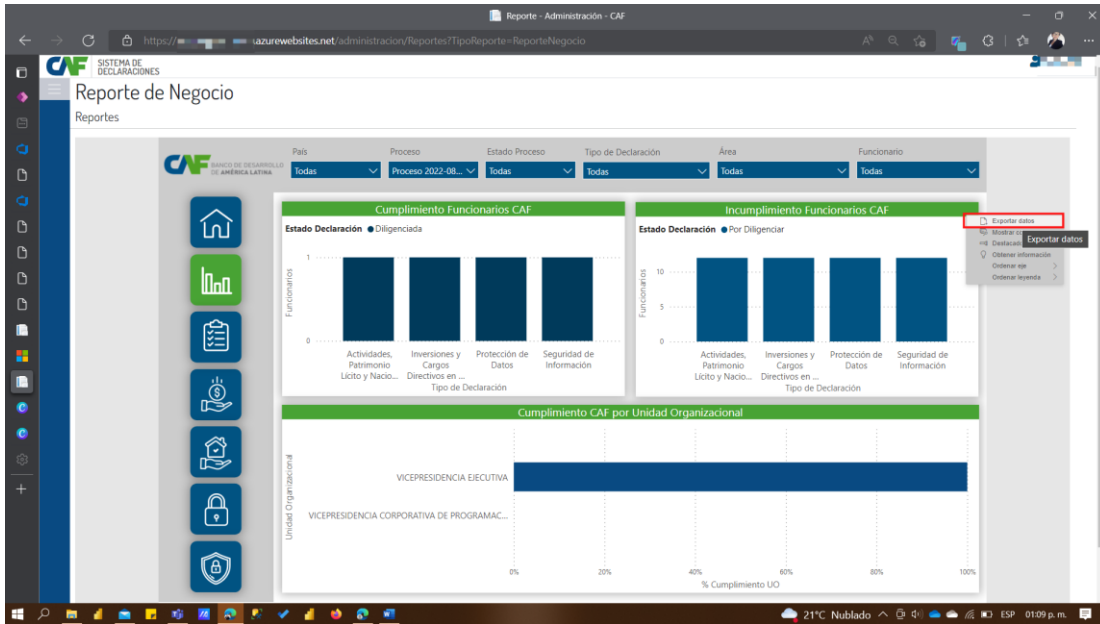 Reporte - Administración - CAF
azurewebsites.net/administracion/Reportes?TipoReporte=ReporteNegocio
CAF SISTEMA DE
DECLARACIONES
Reporte de Negocio
Reportes
País Proceso Estado Proceso Tipo de Declaración Área Funcionario
CAF BANCO DE DESARROLLO
DE AMÉRICA LATINA
Todas Proceso 2022-08... Todas Todas Todas Todas
Cumplimiento Funcionarios CAF
Estado Declaración Diligenciada
1
Funcionarios
0
Actividades, Patrimonio Lícito y Nacio...
Inversiones y Cargos Directivos en ...
Protección de Datos
Seguridad de Información
Tipo de Declaración
Incumplimiento Funcionarios CAF
Estado Declaración Por Diligenciar
10
5
Funcionarios
0
Actividades, Patrimonio Lícito y Nacio...
Inversiones y Cargos Directivos en ...
Protección de Datos
Seguridad de Información
Tipo de Declaración
Exportar datos
Mostrar
Exportar datos
Destacado
Obtener información
Ordenar eje
Ordenar leyenda
Cumplimiento CAF por Unidad Organizacional
Unidad Organizacional
VICEPRESIDENCIA EJECUTIVA
VICEPRESIDENCIA CORPORATIVA DE PROGRAMAC...
0% 20% 40% 60% 80% 100%
% Cumplimiento UO
21°C Nublado ESP 01:09 p. m.